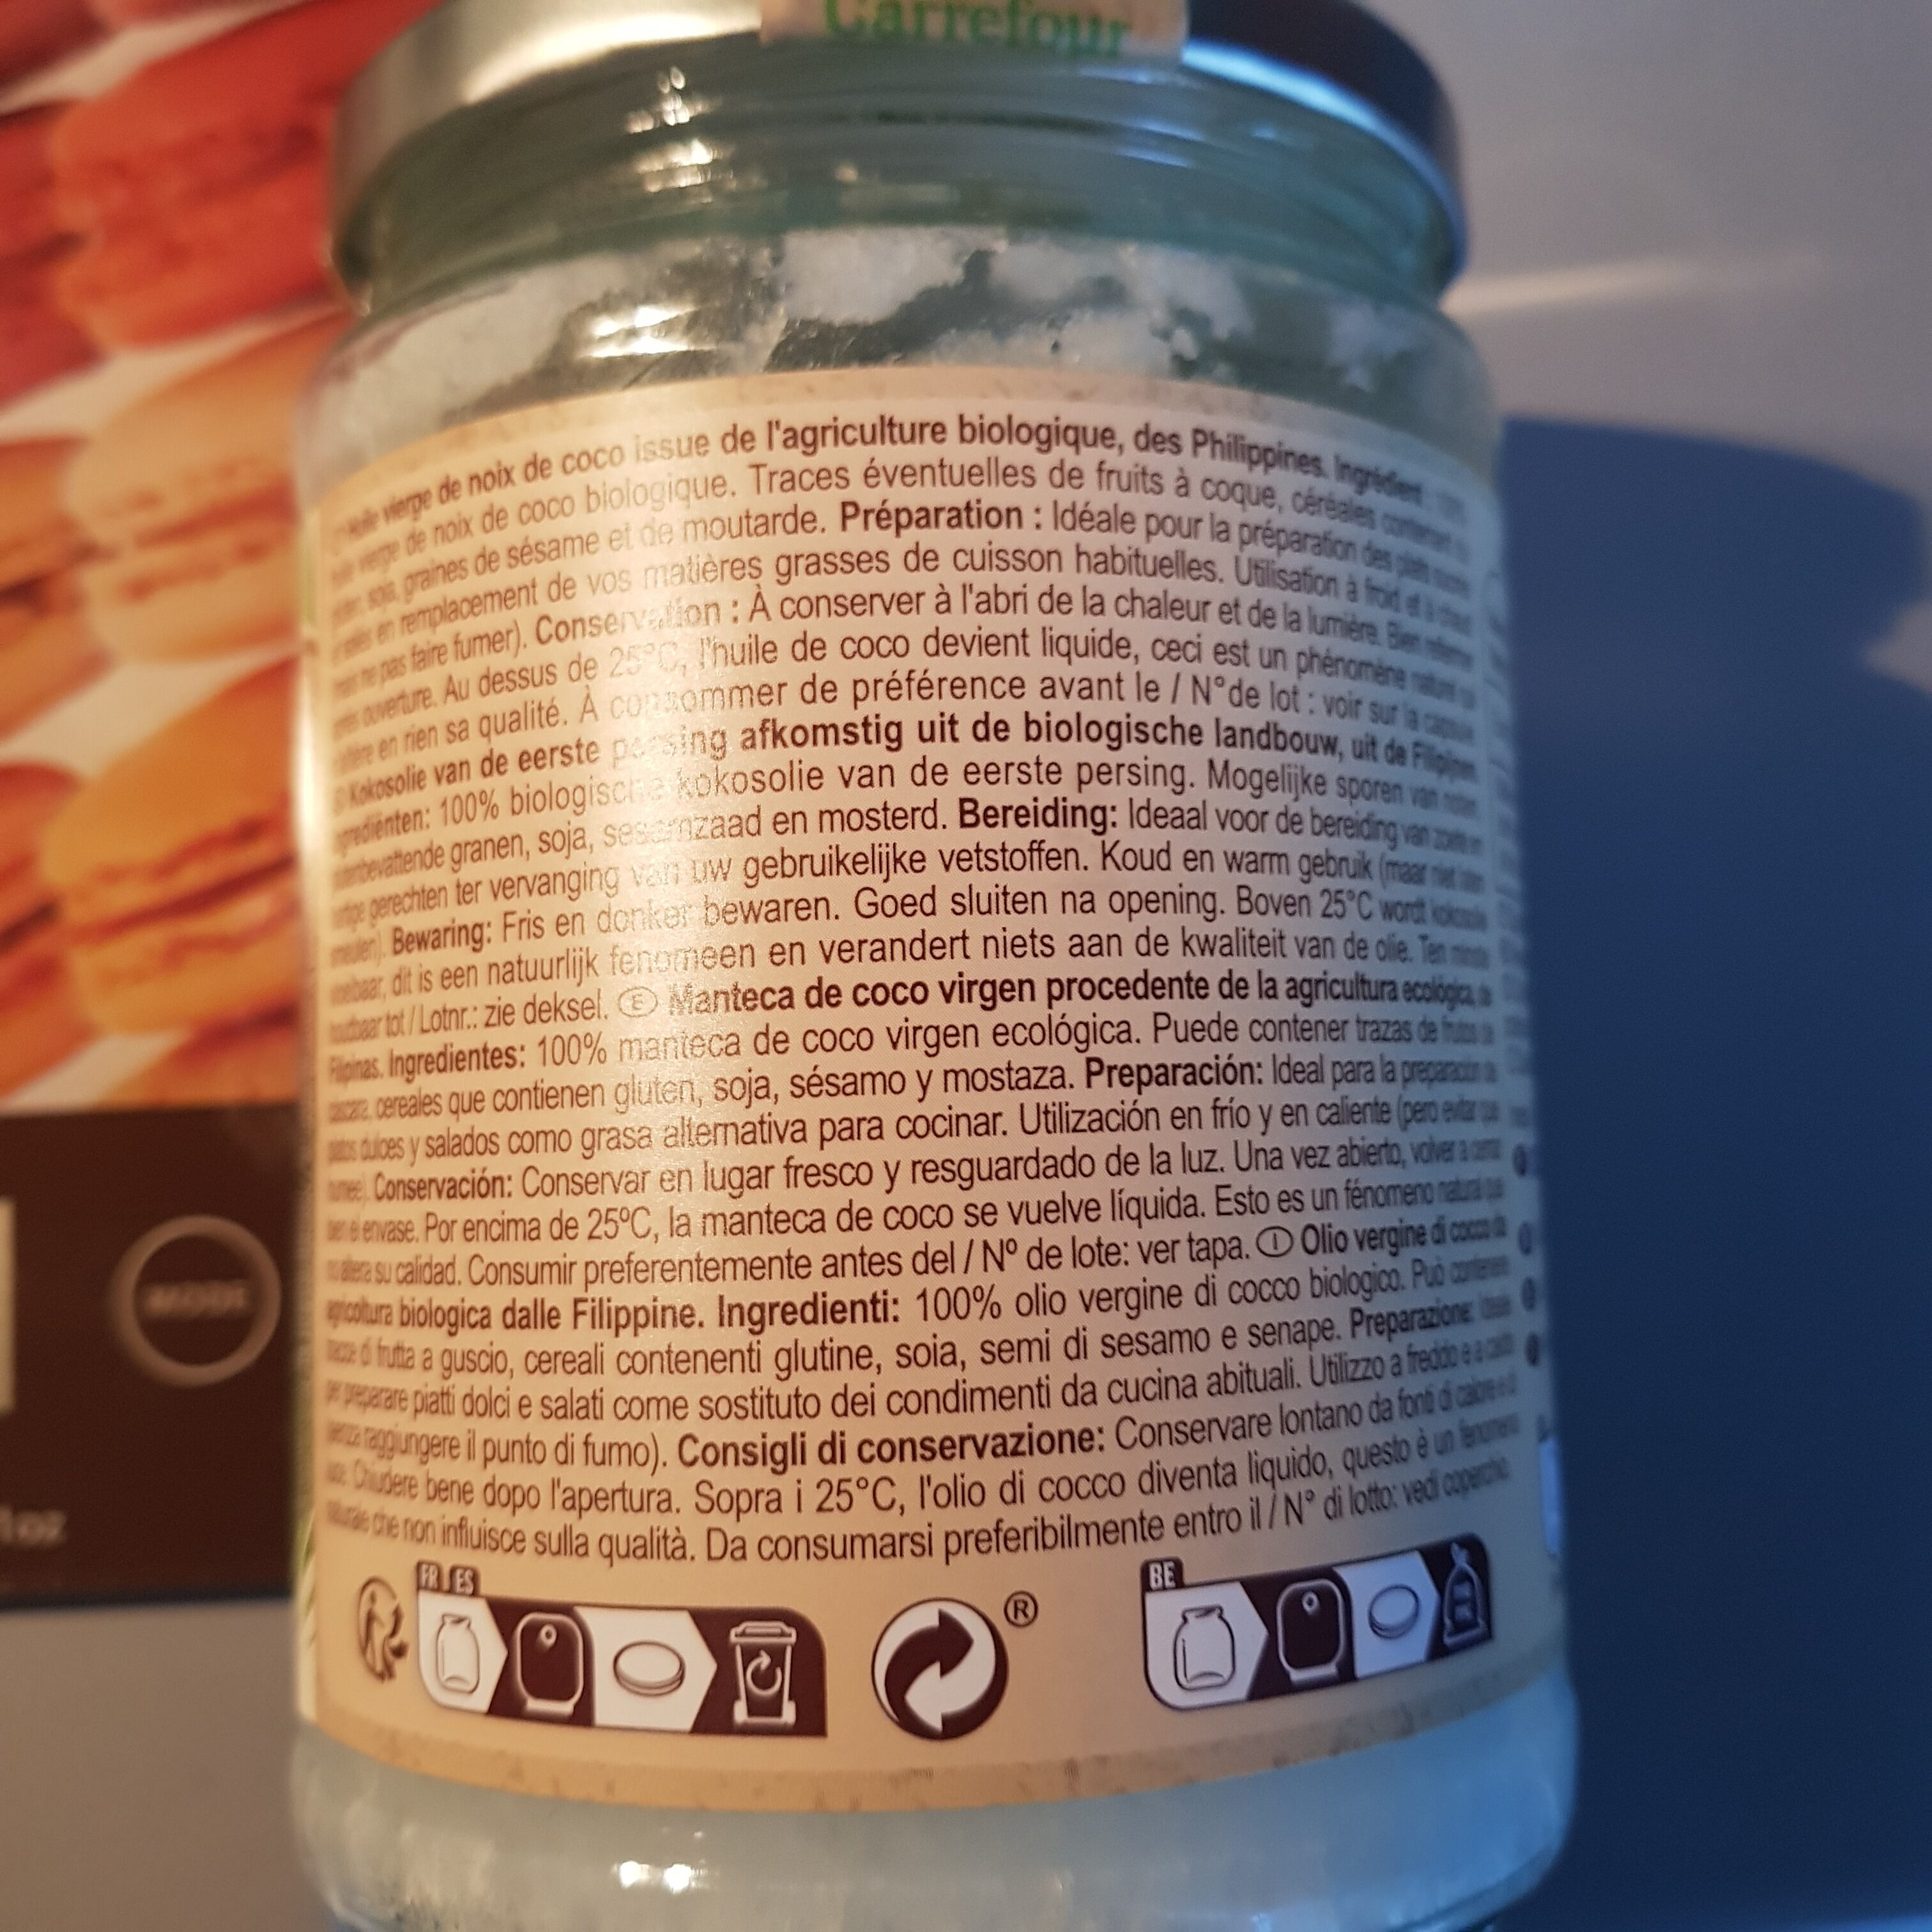 Carrefour
Huile vierge de noix de coco issue de l'agriculture biologique, des Philippines. Ingrédient :
vierge de noix de coco biologique. Traces éventuelles de fruits à coque, céréales contenant
soja, graines de sésame et de moutarde. Préparation : Idéale pour la préparation des plats
en remplacement de vos matières grasses de cuisson habituelles. Utilisation à froid et à chaud
ne pas faire fumer). Conservation : À conserver à l'abri de la chaleur et de la lumière. Bien refermer
ouverture. Au dessus de 25°C, l'huile de coco devient liquide, ceci est un phénomène naturel qui
en rien sa qualité. À consommer de préférence avant le / N°de lot : voir sur la capsule.
Kokosolie van de eerste persing afkomstig uit de biologische landbouw, uit de Filipijnen.
Ingrediënten: 100% biologische kokosolie van de eerste persing. Mogelijke sporen van noten,
granen, soja, sesamzaad en mosterd. Bereiding: Ideaal voor de bereiding van zoete en
gerechten ter vervanging van uw gebruikelijke vetstoffen. Koud en warm gebruik (maar niet laten
Bewaring: Fris en donker bewaren. Goed sluiten na opening. Boven 25°C wordt kokosolie
dit is een natuurlijk fenomeen en verandert niets aan de kwaliteit van de olie. Ten minste
houdbaar tot / Lotnr.: zie deksel. E Manteca de coco virgen procedente de la agricultura ecológica, de
Filipinas. Ingredientes: 100% manteca de coco virgen ecológica. Puede contener trazas de frutos de
cáscara, cereales que contienen gluten, soja, sésamo y mostaza. Preparación: Ideal para la preparación de
platos dulces y salados como grasa alternativa para cocinar. Utilización en frío y en caliente (pero evitar que
humee). Conservación: Conservar en lugar fresco y resguardado de la luz. Una vez abierto, volver a cerrar
bien el envase. Por encima de 25ºC, la manteca de coco se vuelve líquida. Esto es un fénomeno natural que
no altera su calidad. Consumir preferentemente antes del / Nº de lote: ver tapa. I Olio vergine di cocco da
agricoltura biologica dalle Filippine. Ingredienti: 100% olio vergine di cocco biologico. Può contenere
tracce di frutta a guscio, cereali contenenti glutine, soia, semi di sesamo e senape. Preparazione: Ideale
per preparare piatti dolci e salati come sostituto dei condimenti da cucina abituali. Utilizzo a freddo e a caldo
(senza raggiungere il punto di fumo). Consigli di conservazione: Conservare lontano da fonti di calore e di
luce. Chiudere bene dopo l'apertura. Sopra i 25°C, l'olio di cocco diventa liquido, questo è un fenomeno
naturale che non influisce sulla qualità. Da consumarsi preferibilmente entro il / N° di lotto: vedi coperchio.
FR ES
®
BE
MODE